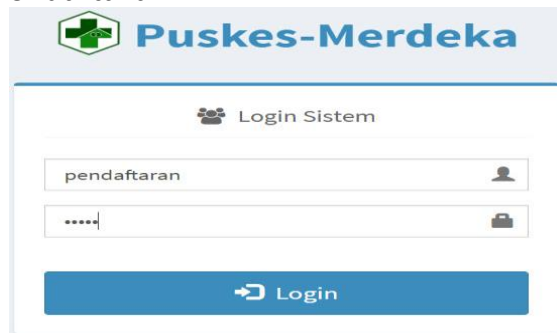 Puskes-Merdeka
Login Sistem
pendaftaran
•••••
Login